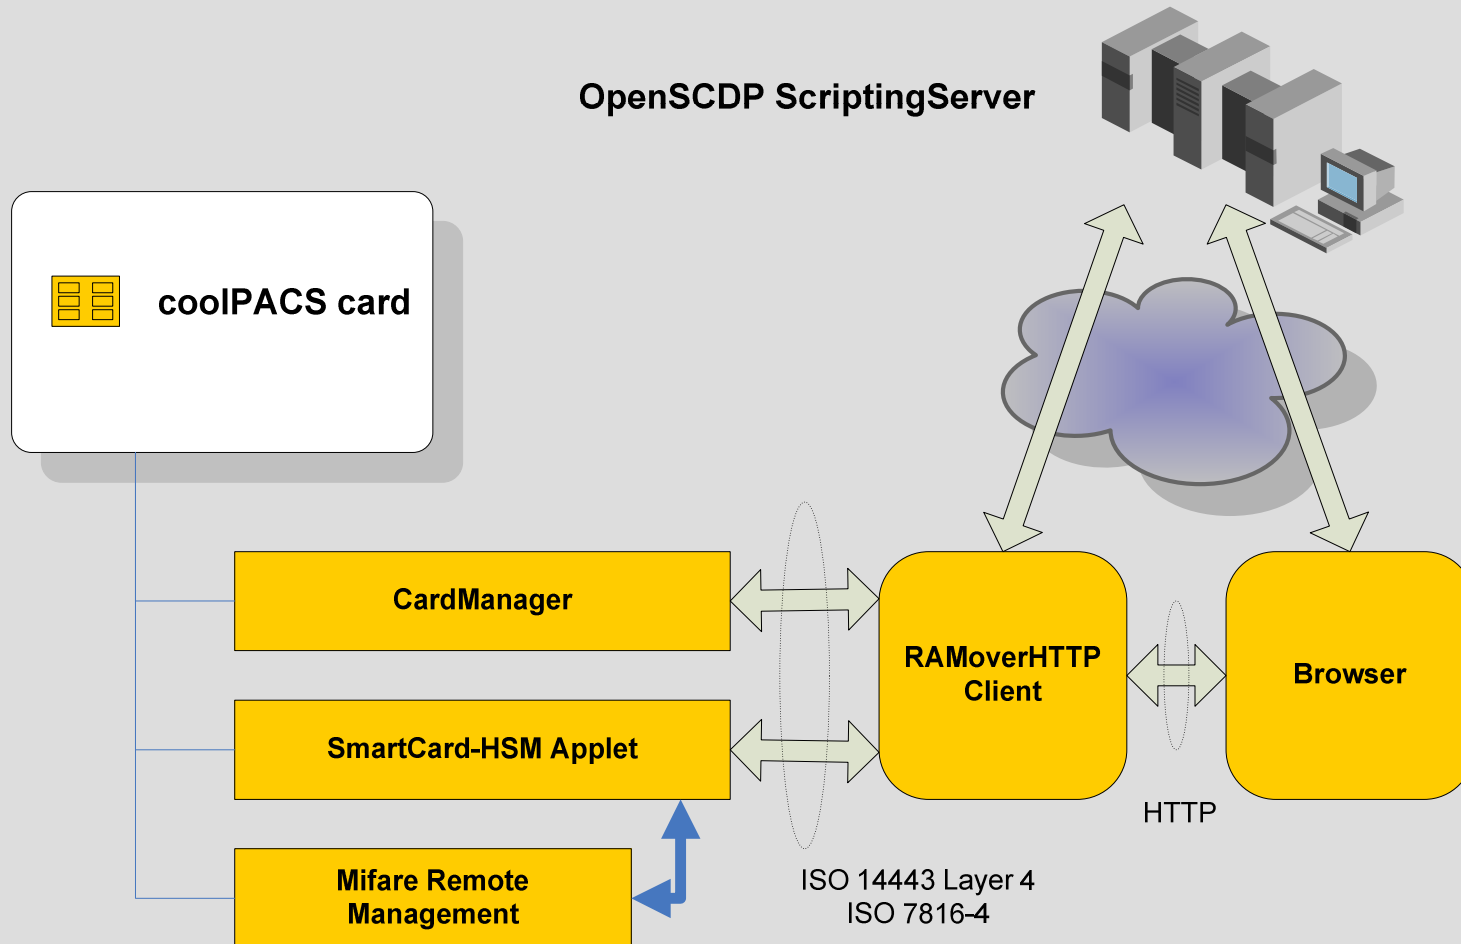 OpenSCDP ScriptingServer
coolPACS card
CardManager
SmartCard-HSM Applet
Mifare Remote
Management
RAMoverHTTP
Client
Browser
HTTP
ISO 14443 Layer 4
ISO 7816-4